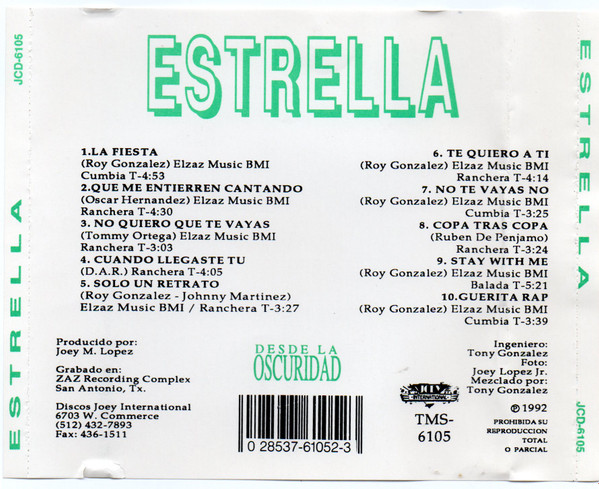 JCD-6105
ESTRELLA
ESTRELLA
1.LA FIESTA
(Roy Gonzalez) Elzaz Music BMI
Cumbia T-4:53
2.QUE ME ENTIERREN CANTANDO
(Oscar Hernandez) Elzaz Music BMI
Ranchera T-4:30
3. NO QUIERO QUE TE VAYAS
(Tommy Ortega) Elzaz Music BMI
Ranchera T-3:03
4. CUANDO LLEGASTE TU
(D.A.R.) Ranchera T-4:05
5. SOLO UN RETRATO
(Roy Gonzalez - Johnny Martinez)
Elzaz Music BMI / Ranchera T-3:27
6. TE QUIERO A TI
(Roy Gonzalez) Elzaz Music BMI
Ranchera T-4:14
7. NO TE VAYAS NO
(Roy Gonzalez) Elzaz Music BMI
Cumbia T-3:25
8. COPA TRAS COPA
(Ruben De Penjamo)
Ranchera T-3:24
9. STAY WITH ME
(Roy Gonzalez) Elzaz Music BMI
Balada T-5:21
10.GUERITA RAP
(Roy Gonzalez) Elzaz Music BMI
Cumbia T-3:39
Producido por:
Joey M. Lopez
Grabado en:
ZAZ Recording Complex
San Antonio, Tx.
Discos Joey International
6703 W. Commerce
(512) 432-7893
Fax: 436-1511
DESDE LA
OSCURIDAD
0 28537-61052-3
INTERNATIONAL
TMS-
6105
Ingeniero:
Tony Gonzalez
Foto:
Joey Lopez Jr.
Mezclado por:
Tony Gonzalez
℗ 1992
PROHIBIDA SU
REPRODUCCION
TOTAL
O PARCIAL
ESTRELLA
JCD-6105